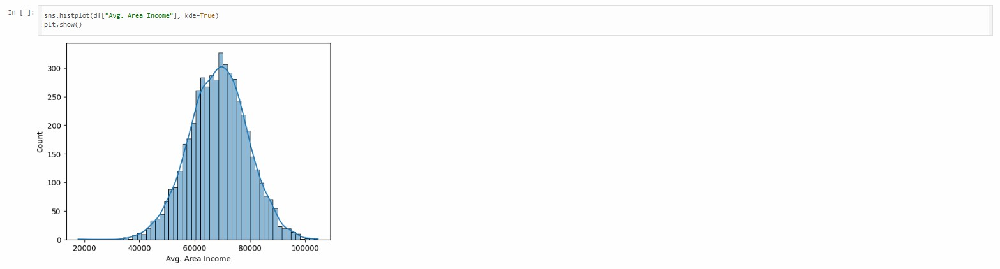 In [ ]:
sns.histplot(df["Avg. Area Income"], kde=True)
plt.show()
300
250
200
150
100
50
0
Count
20000 40000 60000 80000 100000
Avg. Area Income